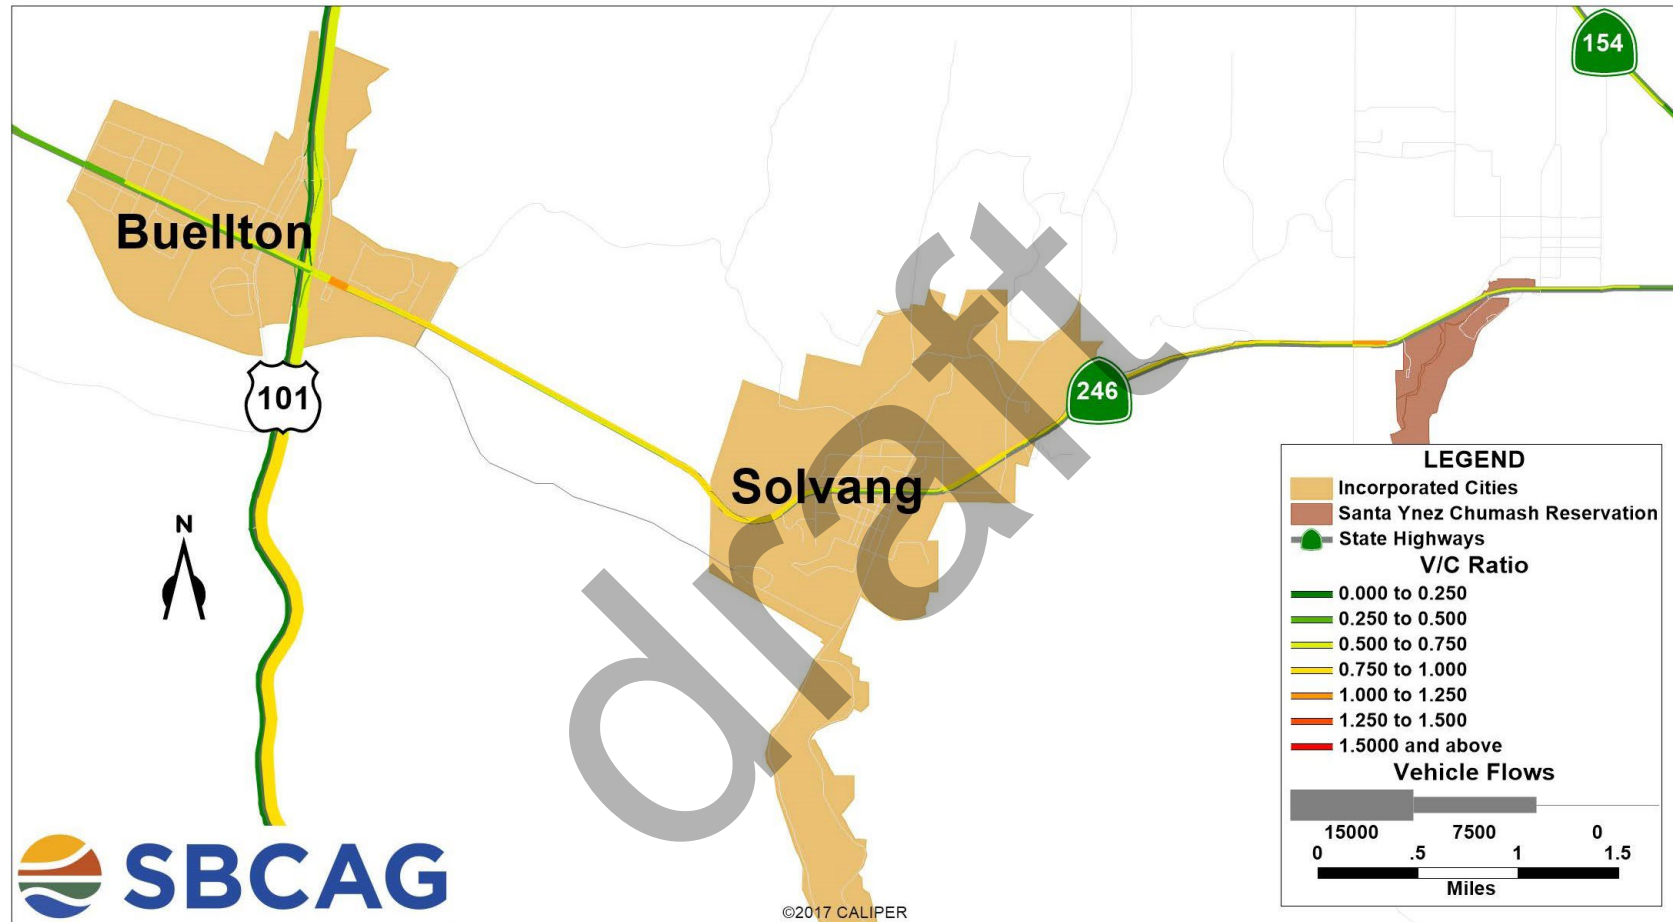 154
Buellton
101
246
Solvang
draft
N
LEGEND
Incorporated Cities
Santa Ynez Chumash Reservation
State Highways
V/C Ratio
0.000 to 0.250
0.250 to 0.500
0.500 to 0.750
0.750 to 1.000
1.000 to 1.250
1.250 to 1.500
1.5000 and above
Vehicle Flows
15000 7500 0
0 .5 1 1.5
Miles
SBCAG
©2017 CALIPER